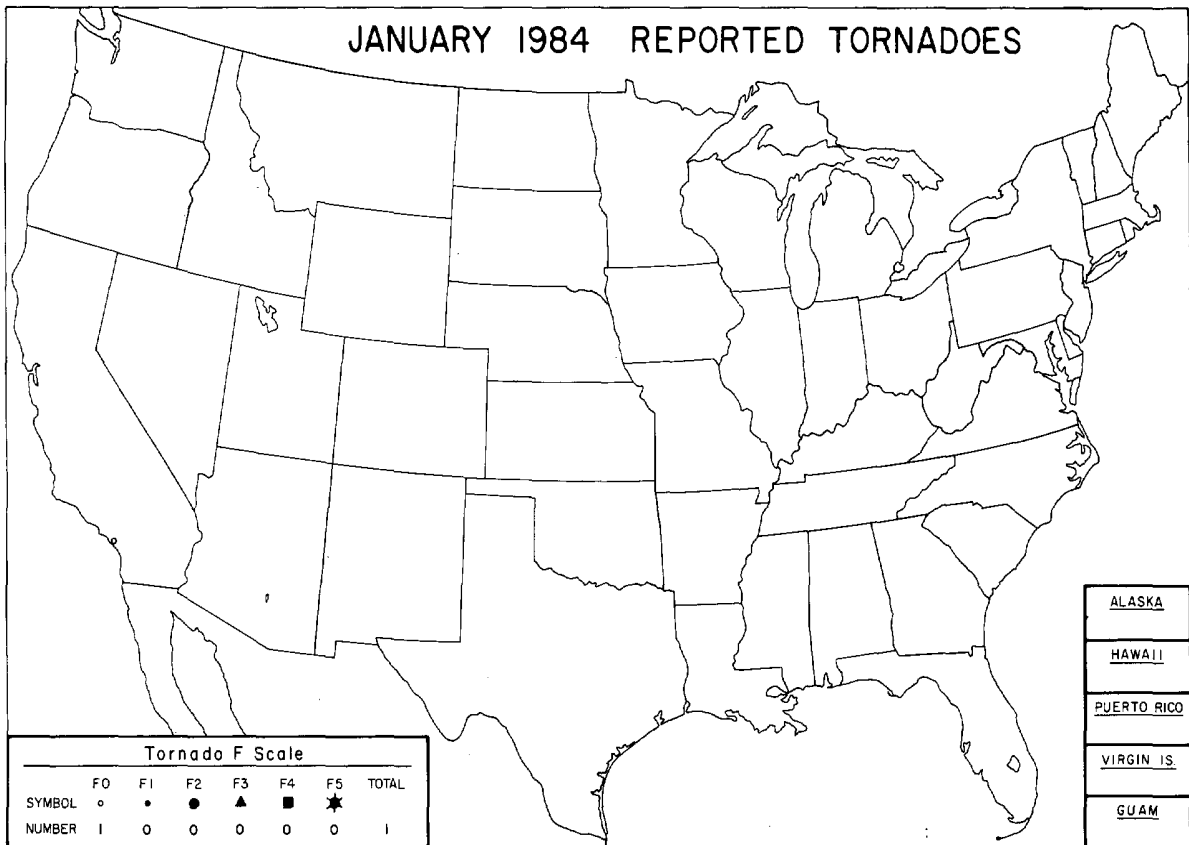 JANUARY 1984 REPORTED TORNADOES
ALASKA
HAWAII
PUERTO RICO
VIRGIN IS.
GUAM
Tornado F Scale
F0 F1 F2 F3 F4 F5 TOTAL
SYMBOL
NUMBER 1 0 0 0 0 0 1